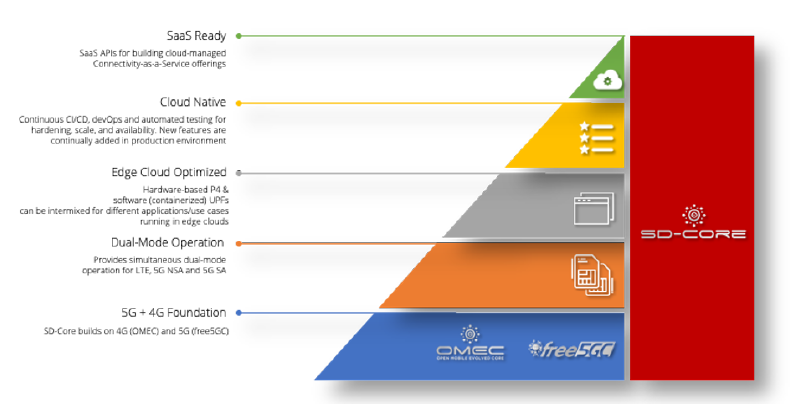 SaaS Ready
SaaS APIs for building cloud-managed
Connectivity-as-a-Service offerings
Cloud Native
Continuous CI/CD, devOps and automated testing for
hardening, scale, and availability. New features are
continually added in production environment
Edge Cloud Optimized
Hardware-based P4 &
software (containerized) UPFs
can be intermixed for different applications/use cases
running in edge clouds
Dual-Mode Operation
Provides simultaneous dual-mode
operation for LTE, 5G NSA and 5G SA
5G + 4G Foundation
SD-Core builds on 4G (OMEC) and 5G (free5GC)
OMEC
OPEN MOBILE EVOLVED CORE
free5GC
SD-CORE